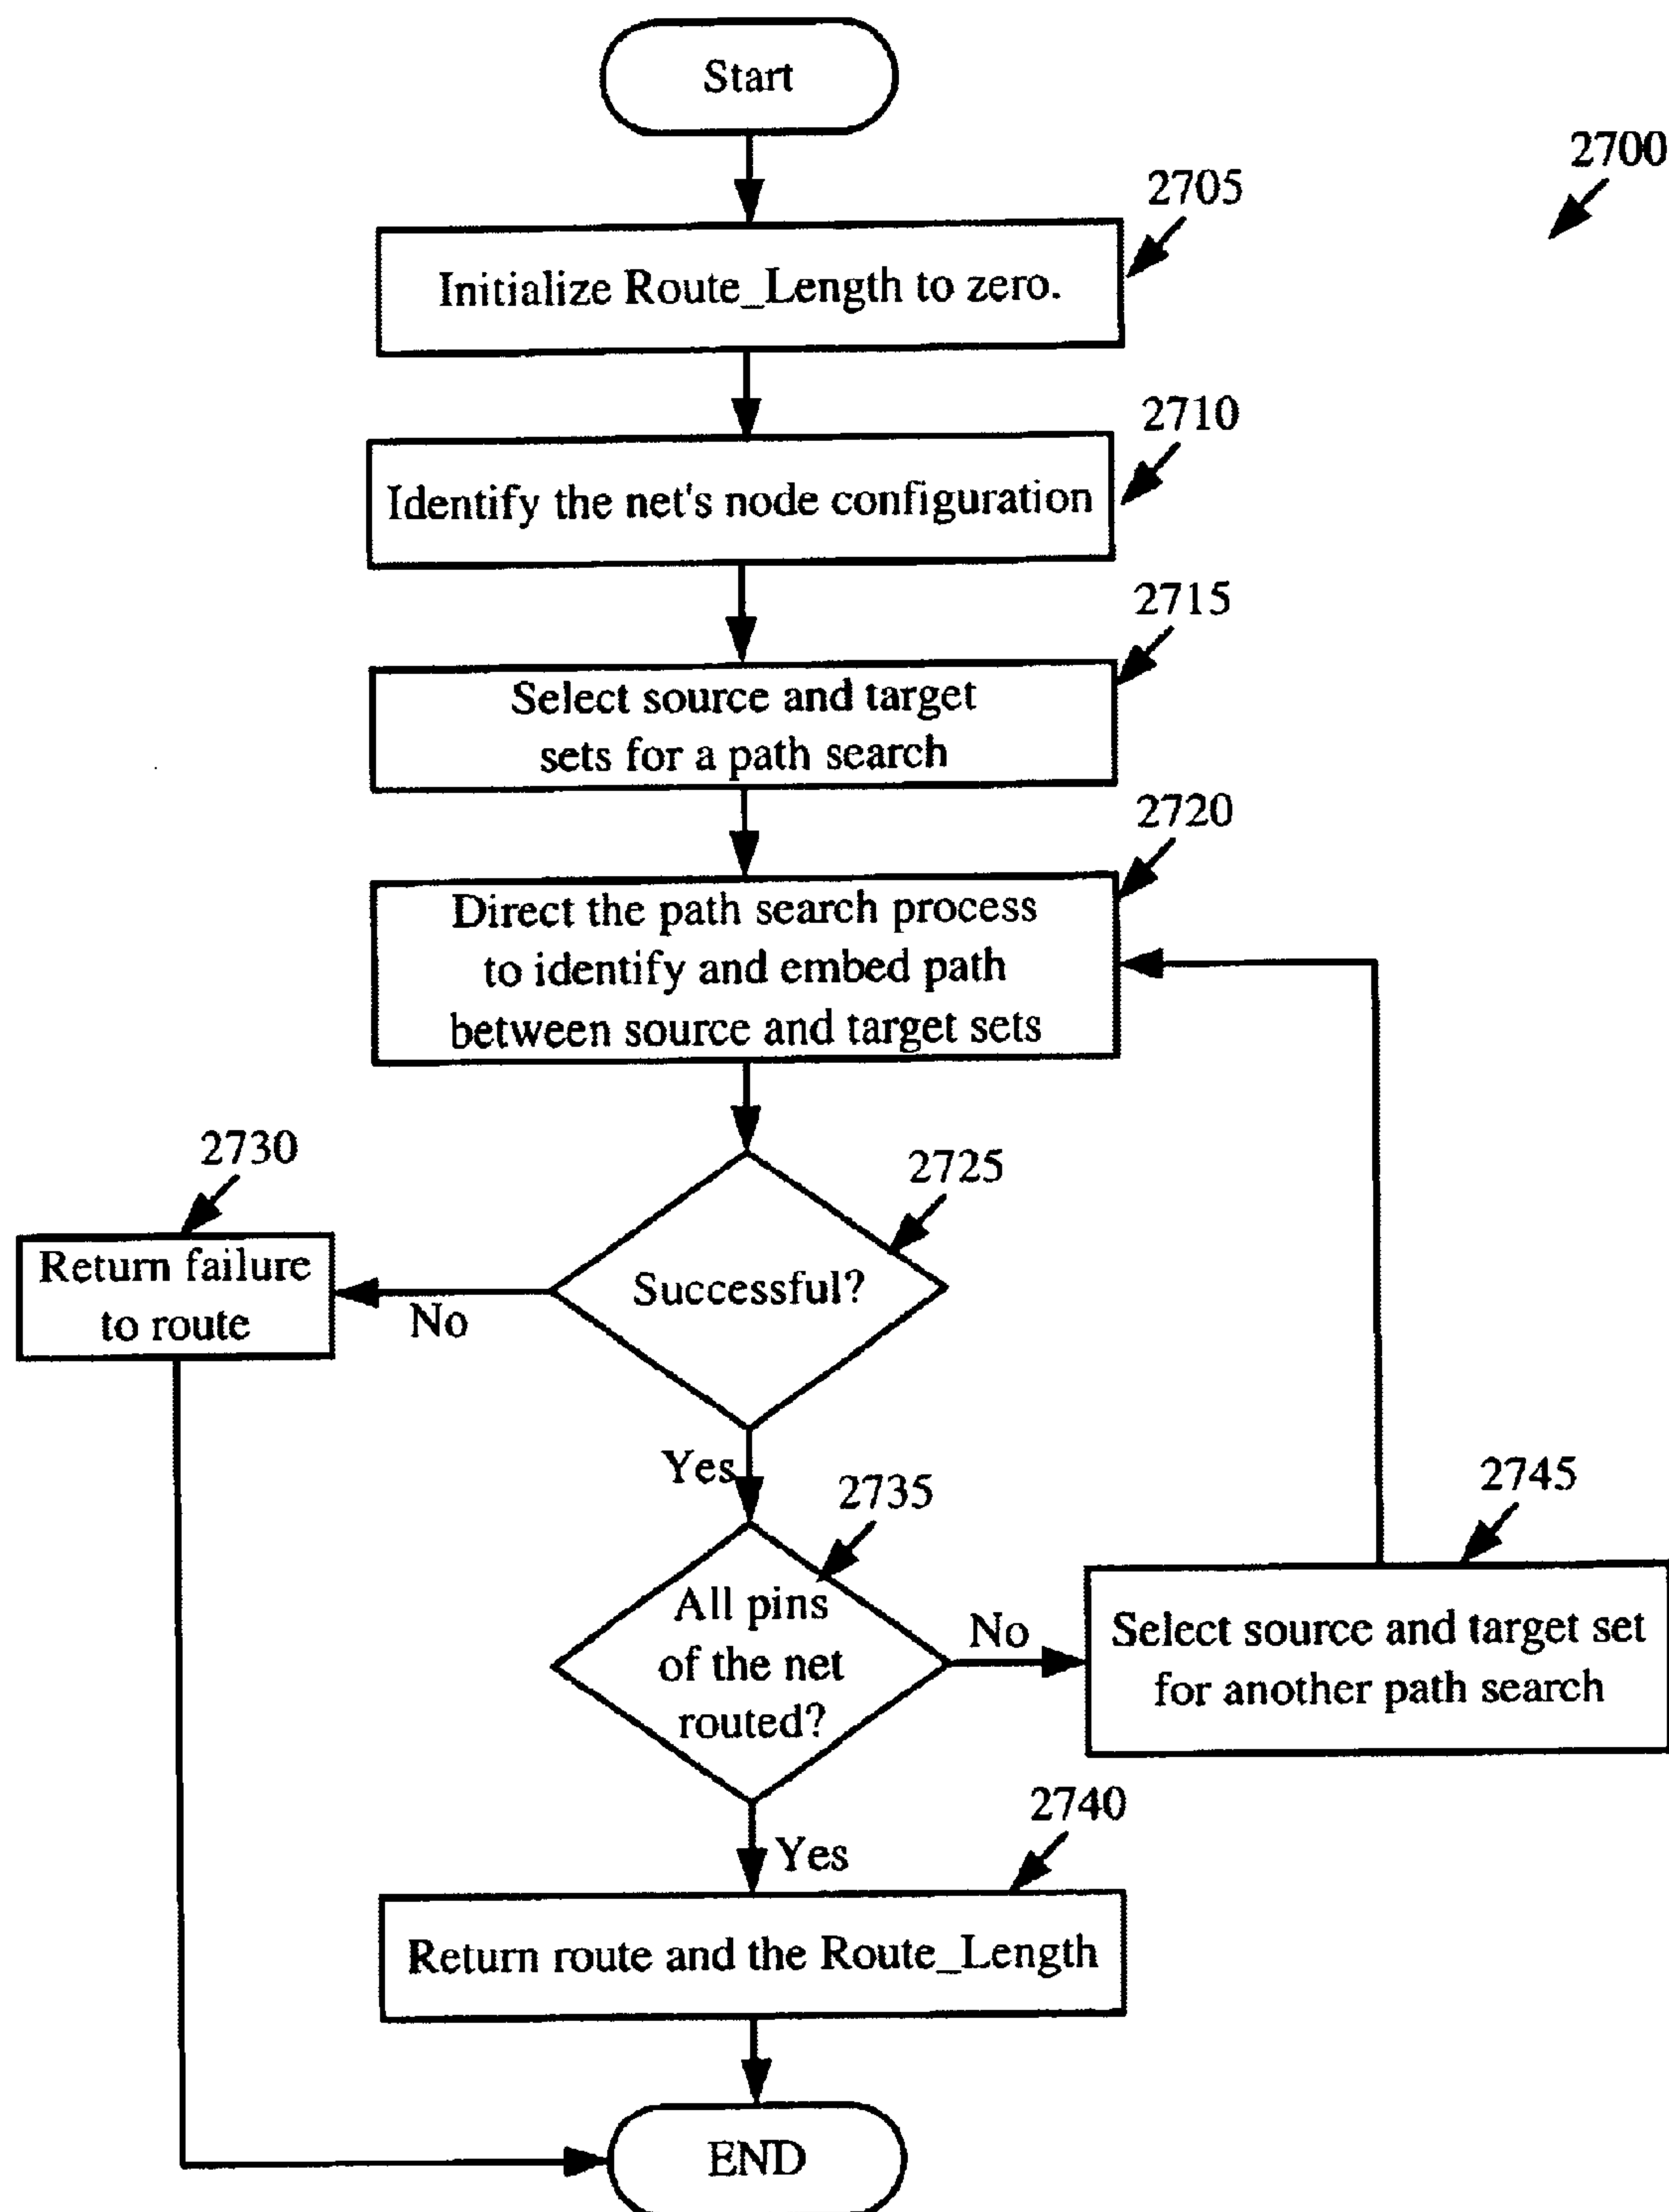 Start
2700
2705
Initialize Route_Length to zero.
2710
Identify the net's node configuration
2715
Select source and target
sets for a path search
2720
Direct the path search process
to identify and embed path
between source and target sets
2730
2725
Return failure
to route
No
Successful?
Yes
2735
2745
All pins
of the net
routed?
No
Select source and target set
for another path search
2740
Yes
Return route and the Route_Length
END